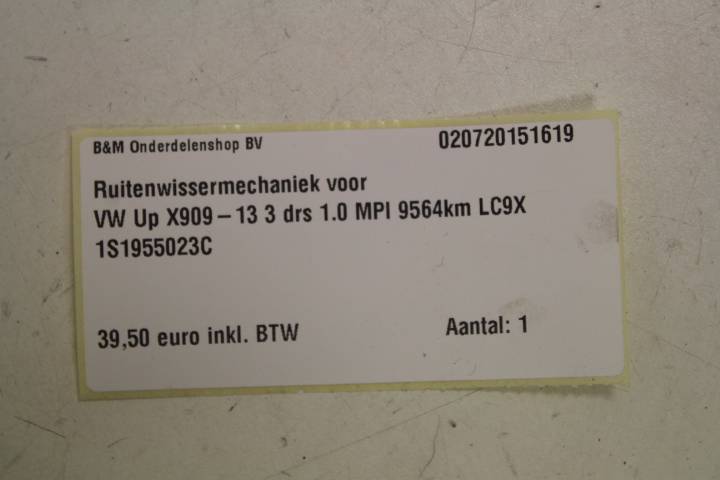 B&M Onderdelenshop BV 020720151619
Ruitenwissermechaniek voor
VW Up X909 – 13 3 drs 1.0 MPI 9564km LC9X
1S1955023C
39,50 euro inkl. BTW Aantal: 1